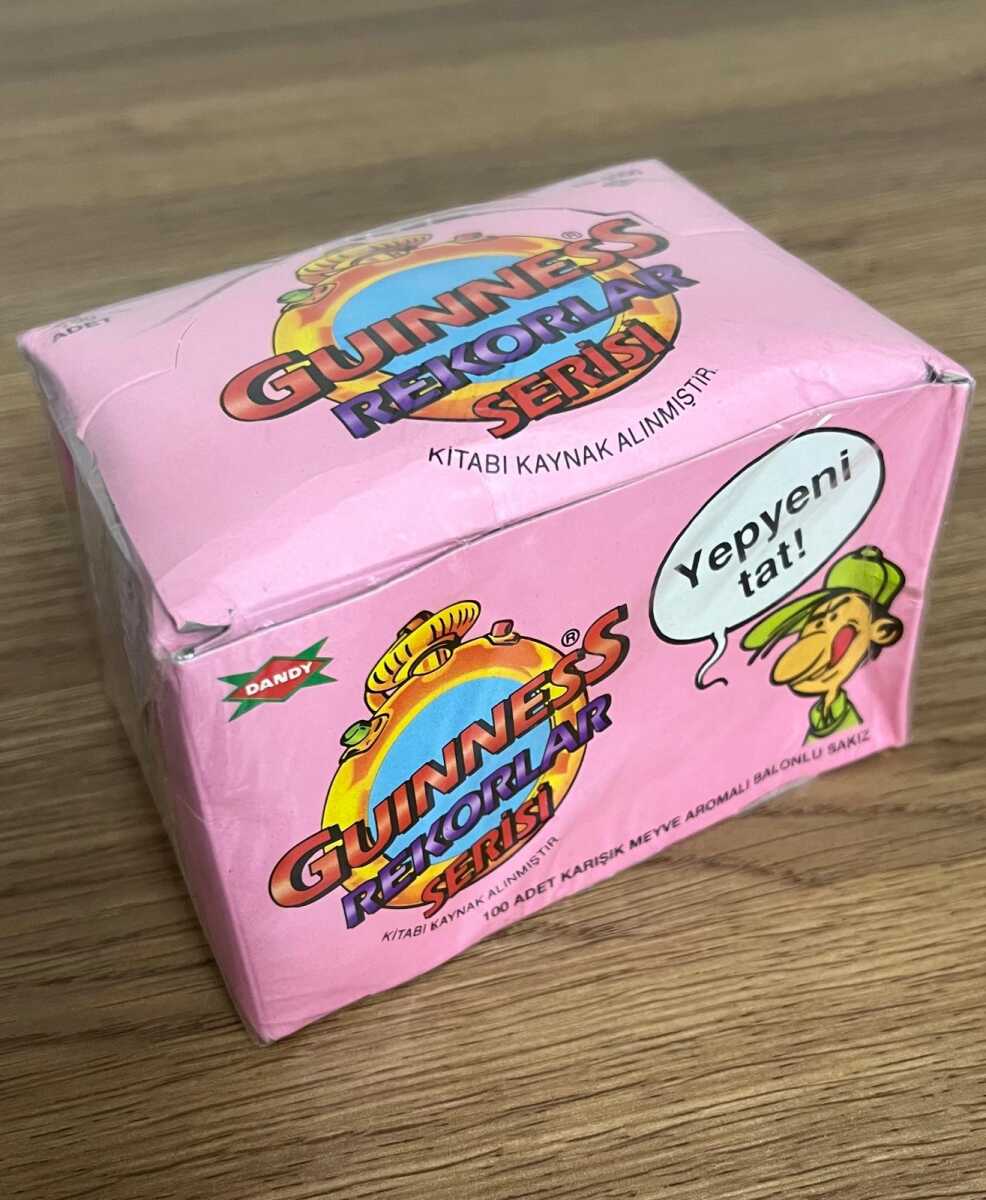 ADET
GUINNESS®
REKORLAR
SERİSİ
KİTABI KAYNAK ALINMIŞTIR.
Yepyeni
tat!
DANDY
GUINNESS®
REKORLAR
SERİSİ
KİTABI KAYNAK ALINMIŞTIR
100 ADET KARIŞIK MEYVE AROMALI BALONLU SAKIZ